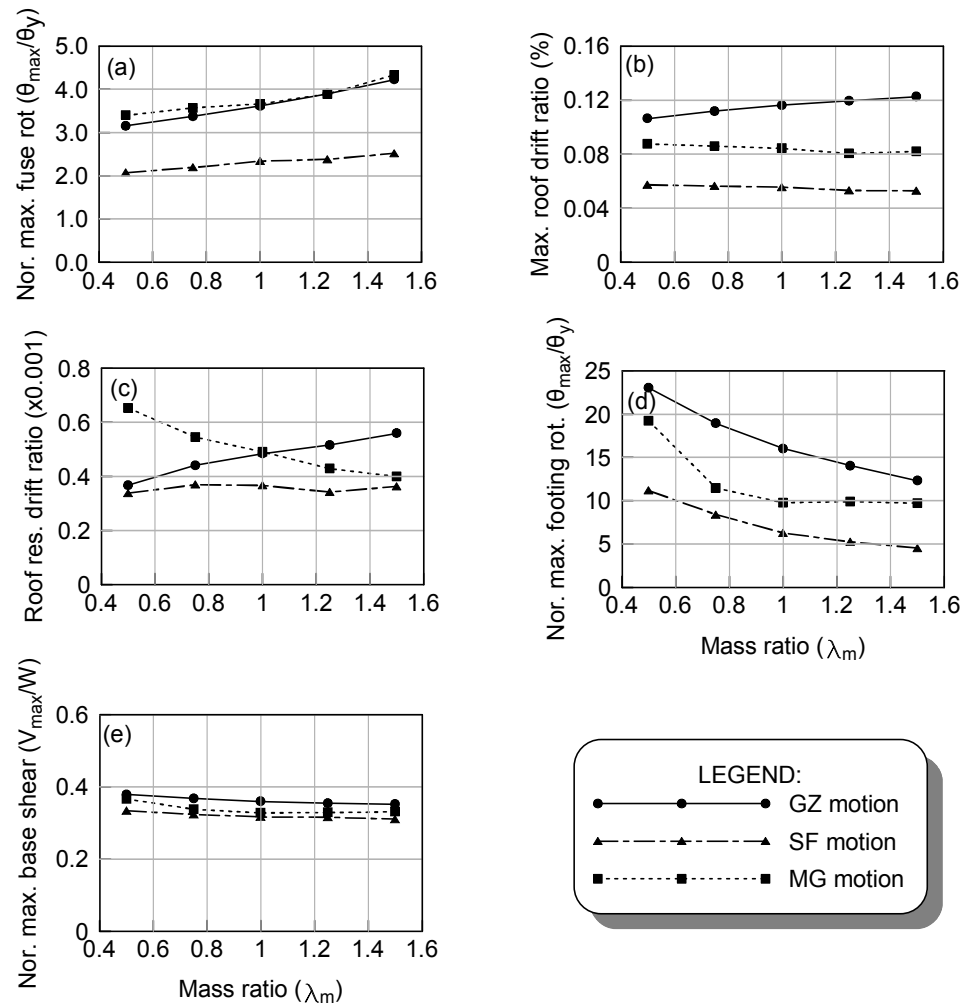 (a)
Nor. max. fuse rot (θmax/θy)
5.0
4.0
3.0
2.0
1.0
0.0
0.4 0.6 0.8 1 1.2 1.4 1.6
(b)
Max. roof drift ratio (%)
0.16
0.12
0.08
0.04
0
0.4 0.6 0.8 1 1.2 1.4 1.6
(c)
Roof res. drift ratio (x0.001)
0.8
0.6
0.4
0.2
0
0.4 0.6 0.8 1 1.2 1.4 1.6
(d)
Nor. max. footing rot. (θmax/θy)
25
20
15
10
5
0
0.4 0.6 0.8 1 1.2 1.4 1.6
Mass ratio (λm)
(e)
Nor. max. base shear (Vmax/W)
0.6
0.4
0.2
0
0.4 0.6 0.8 1 1.2 1.4 1.6
Mass ratio (λm)
LEGEND:
GZ motion
SF motion
MG motion